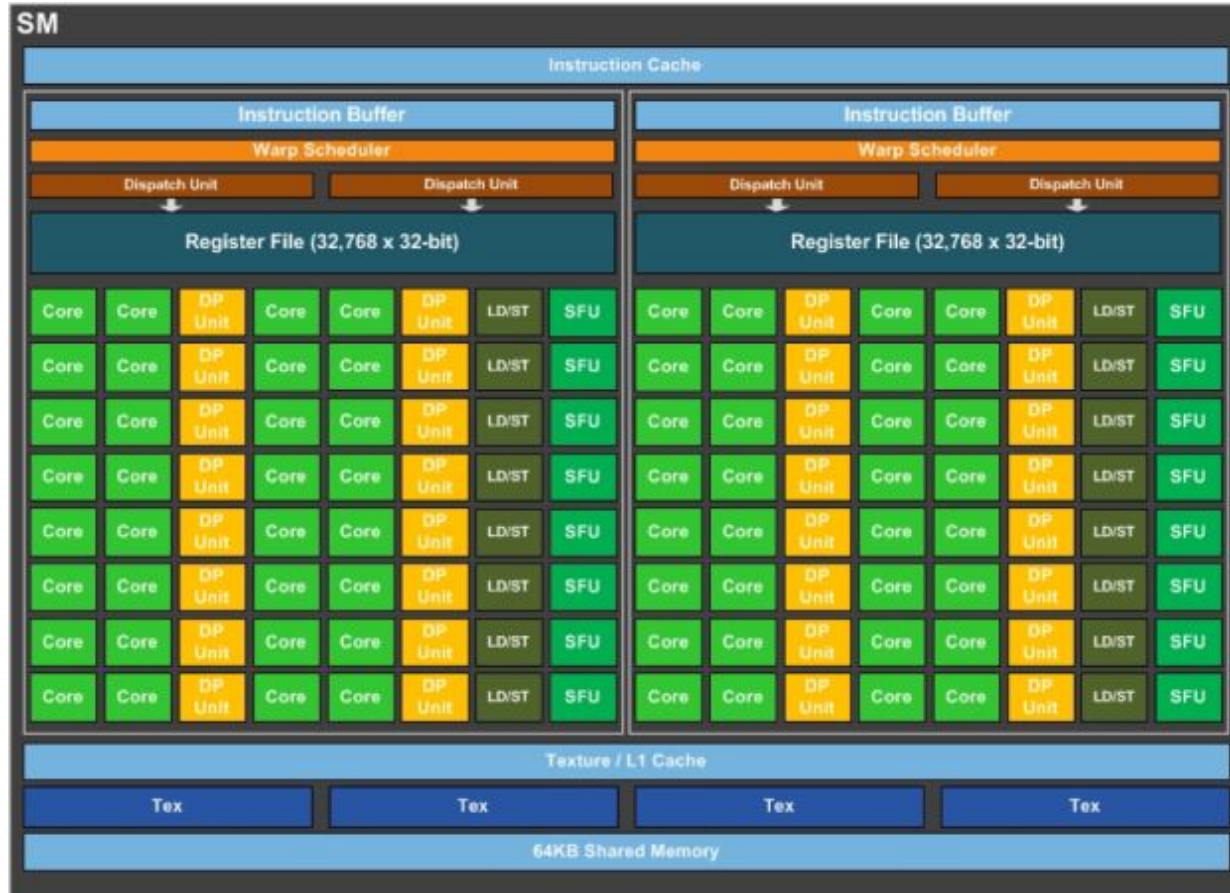 SM
Instruction Cache
Instruction Buffer Instruction Buffer
Warp Scheduler Warp Scheduler
Dispatch Unit Dispatch Unit Dispatch Unit Dispatch Unit
Register File (32,768 x 32-bit) Register File (32,768 x 32-bit)
Core Core DP Unit Core Core DP Unit LD/ST SFU Core Core DP Unit Core Core DP Unit LD/ST SFU
Core Core DP Unit Core Core DP Unit LD/ST SFU Core Core DP Unit Core Core DP Unit LD/ST SFU
Core Core DP Unit Core Core DP Unit LD/ST SFU Core Core DP Unit Core Core DP Unit LD/ST SFU
Core Core DP Unit Core Core DP Unit LD/ST SFU Core Core DP Unit Core Core DP Unit LD/ST SFU
Core Core DP Unit Core Core DP Unit LD/ST SFU Core Core DP Unit Core Core DP Unit LD/ST SFU
Core Core DP Unit Core Core DP Unit LD/ST SFU Core Core DP Unit Core Core DP Unit LD/ST SFU
Core Core DP Unit Core Core DP Unit LD/ST SFU Core Core DP Unit Core Core DP Unit LD/ST SFU
Core Core DP Unit Core Core DP Unit LD/ST SFU Core Core DP Unit Core Core DP Unit LD/ST SFU
Texture / L1 Cache
Tex Tex Tex Tex
64KB Shared Memory